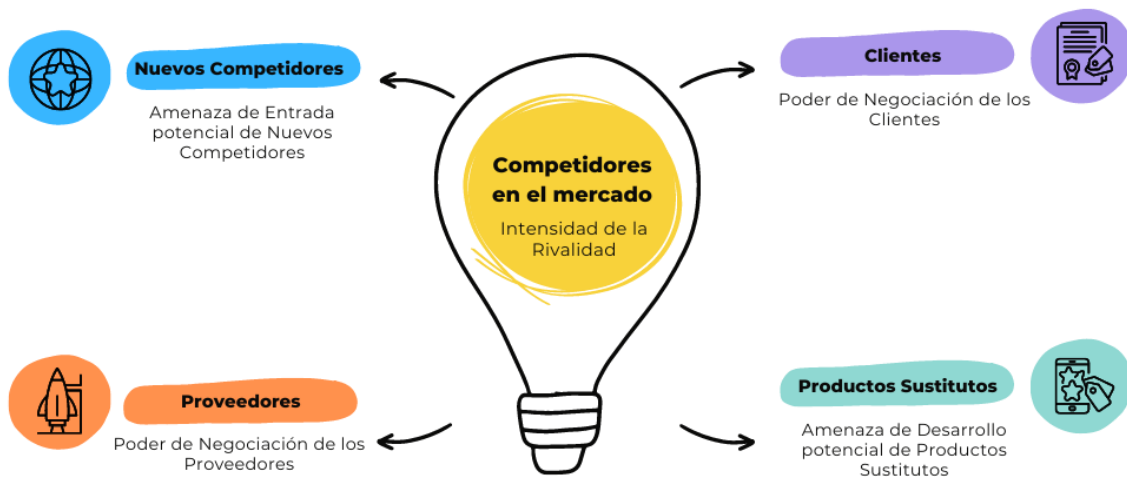 Nuevos Competidores
Amenaza de Entrada
potencial de Nuevos
Competidores
Clientes
Poder de Negociación de los
Clientes
Competidores
en el mercado
Intensidad de la
Rivalidad
Proveedores
Poder de Negociación de los
Proveedores
Productos Sustitutos
Amenaza de Desarrollo
potencial de Productos
Sustitutos